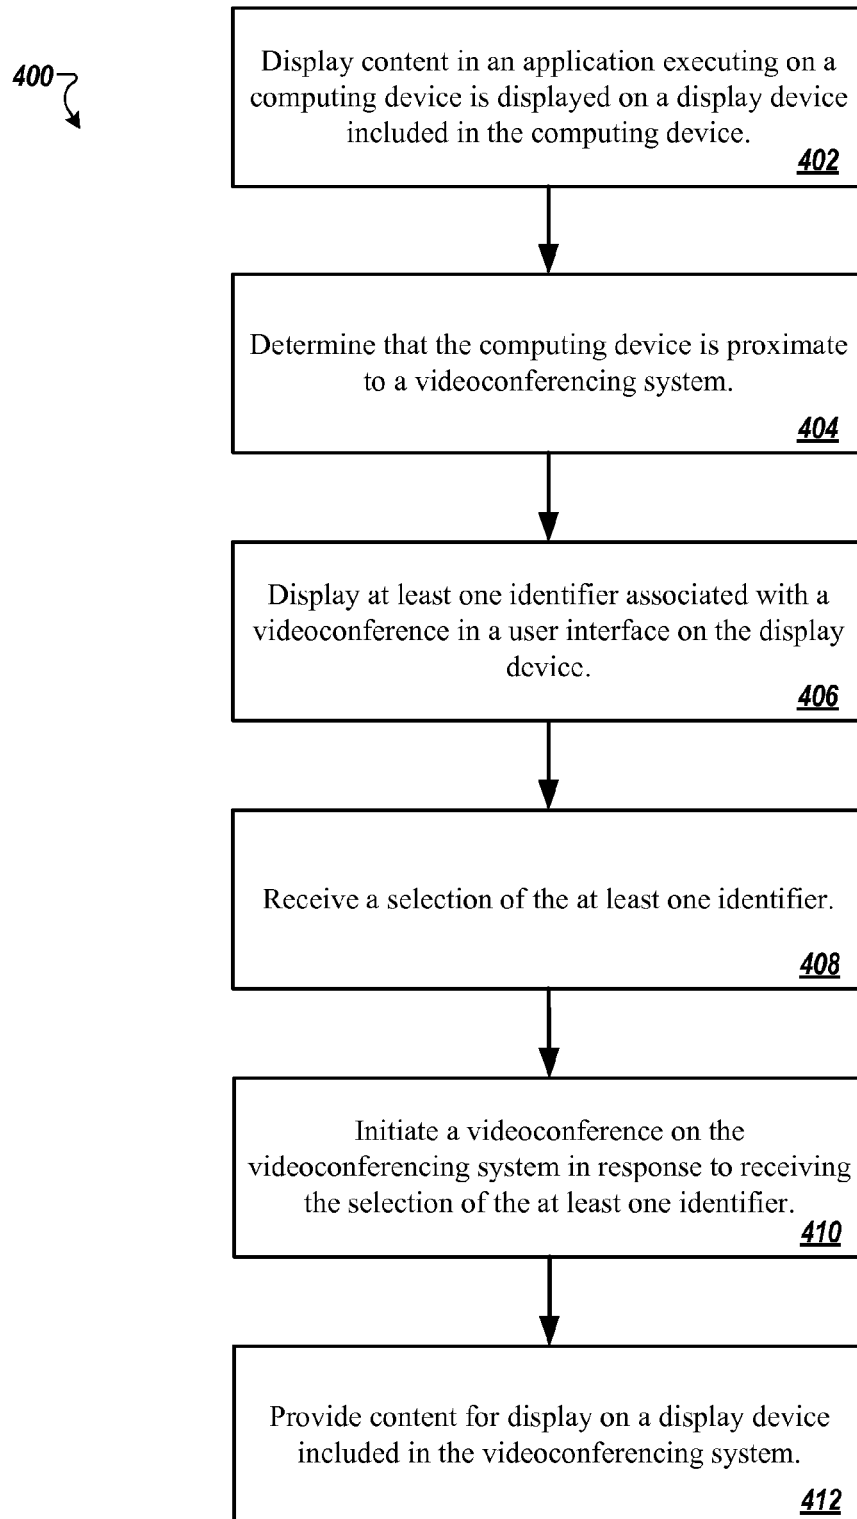 400
Display content in an application executing on a
computing device is displayed on a display device
included in the computing device.
402
Determine that the computing device is proximate
to a videoconferencing system.
404
Display at least one identifier associated with a
videoconference in a user interface on the display
device.
406
Receive a selection of the at least one identifier.
408
Initiate a videoconference on the
videoconferencing system in response to receiving
the selection of the at least one identifier.
410
Provide content for display on a display device
included in the videoconferencing system.
412